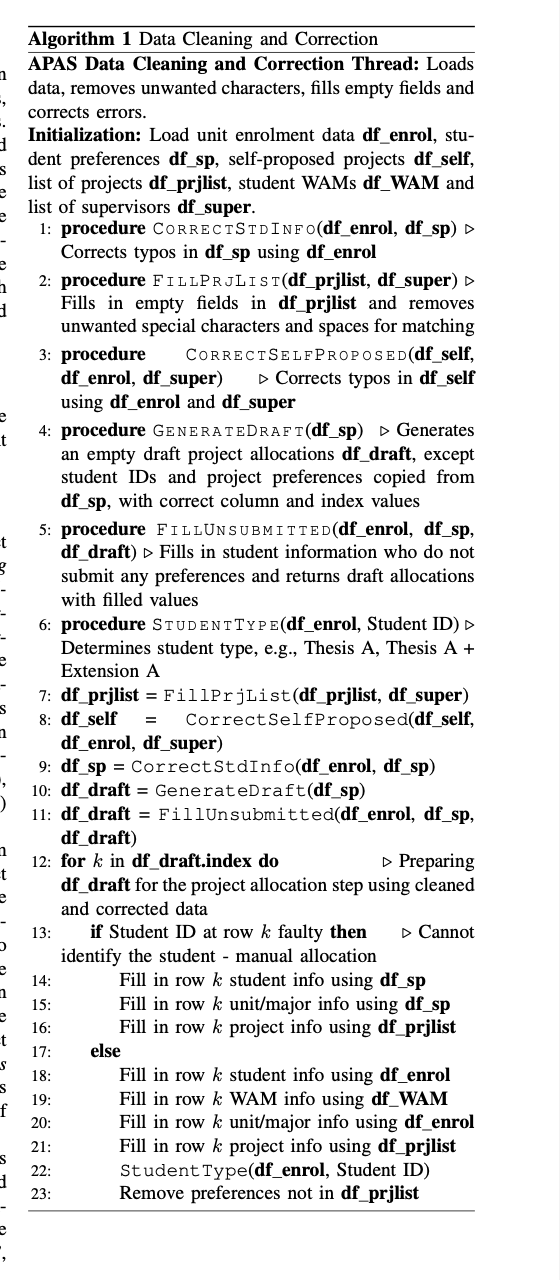 Algorithm 1 Data Cleaning and Correction
APAS Data Cleaning and Correction Thread: Loads
data, removes unwanted characters, fills empty fields and
corrects errors.
Initialization: Load unit enrolment data df_enrol, stu-
dent preferences df_sp, self-proposed projects df_self,
list of projects df_prjlist, student WAMs df_WAM and
list of supervisors df_super.
1: procedure CORRECTSTDINFO(df_enrol, df_sp) ▷
Corrects typos in df_sp using df_enrol
2: procedure FILLPRJLIST(df_prjlist, df_super) ▷
Fills in empty fields in df_prjlist and removes
unwanted special characters and spaces for matching
3: procedure CORRECTSELFPROPOSED(df_self,
df_enrol, df_super) ▷ Corrects typos in df_self
using df_enrol and df_super
4: procedure GENERATEDRAFT(df_sp) ▷ Generates
an empty draft project allocations df_draft, except
student IDs and project preferences copied from
df_sp, with correct column and index values
5: procedure FILLUNSUBMITTED(df_enrol, df_sp,
df_draft) ▷ Fills in student information who do not
submit any preferences and returns draft allocations
with filled values
6: procedure STUDENTTYPE(df_enrol, Student ID) ▷
Determines student type, e.g., Thesis A, Thesis A +
Extension A
7: df_prjlist = FillPrjList(df_prjlist, df_super)
8: df_self = CorrectSelfProposed(df_self,
df_enrol, df_super)
9: df_sp = CorrectStdInfo(df_enrol, df_sp)
10: df_draft = GenerateDraft(df_sp)
11: df_draft = FillUnsubmitted(df_enrol, df_sp,
df_draft)
12: for k in df_draft.index do ▷ Preparing
df_draft for the project allocation step using cleaned
and corrected data
13: if Student ID at row k faulty then ▷ Cannot
identify the student - manual allocation
14: Fill in row k student info using df_sp
15: Fill in row k unit/major info using df_sp
16: Fill in row k project info using df_prjlist
17: else
18: Fill in row k student info using df_enrol
19: Fill in row k WAM info using df_WAM
20: Fill in row k unit/major info using df_enrol
21: Fill in row k project info using df_prjlist
22: StudentType(df_enrol, Student ID)
23: Remove preferences not in df_prjlist